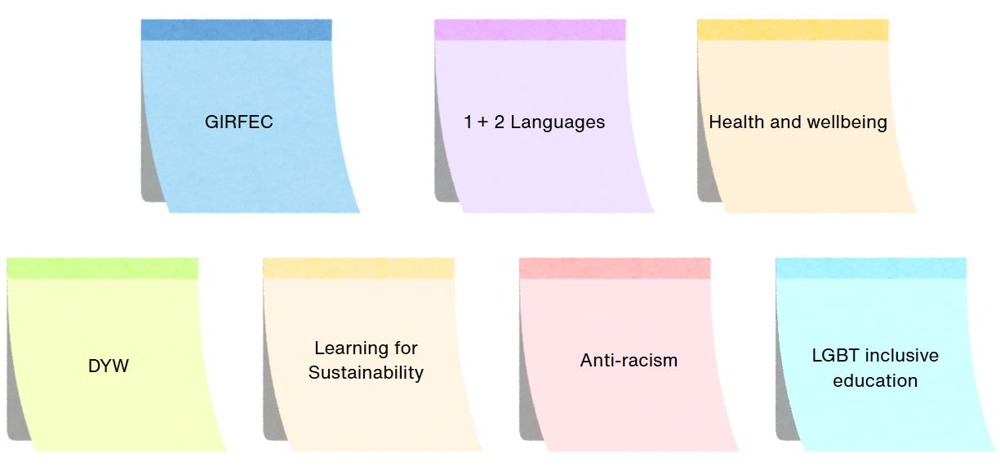 GIRFEC
1 + 2 Languages
Health and wellbeing
DYW
Learning for
Sustainability
Anti-racism
LGBT inclusive
education